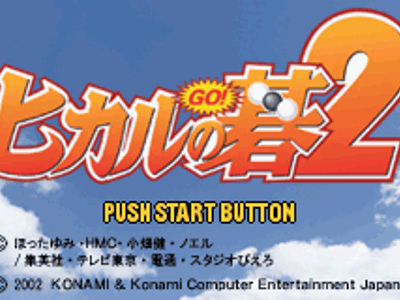 GO!
ヒカルの碁2
PUSH START BUTTON
© ほったゆみ・HMC・小畑健・ノエル
/集英社・テレビ東京・電通・スタジオぴえろ
© 2002 KONAMI & Konami Computer Entertainment Japan